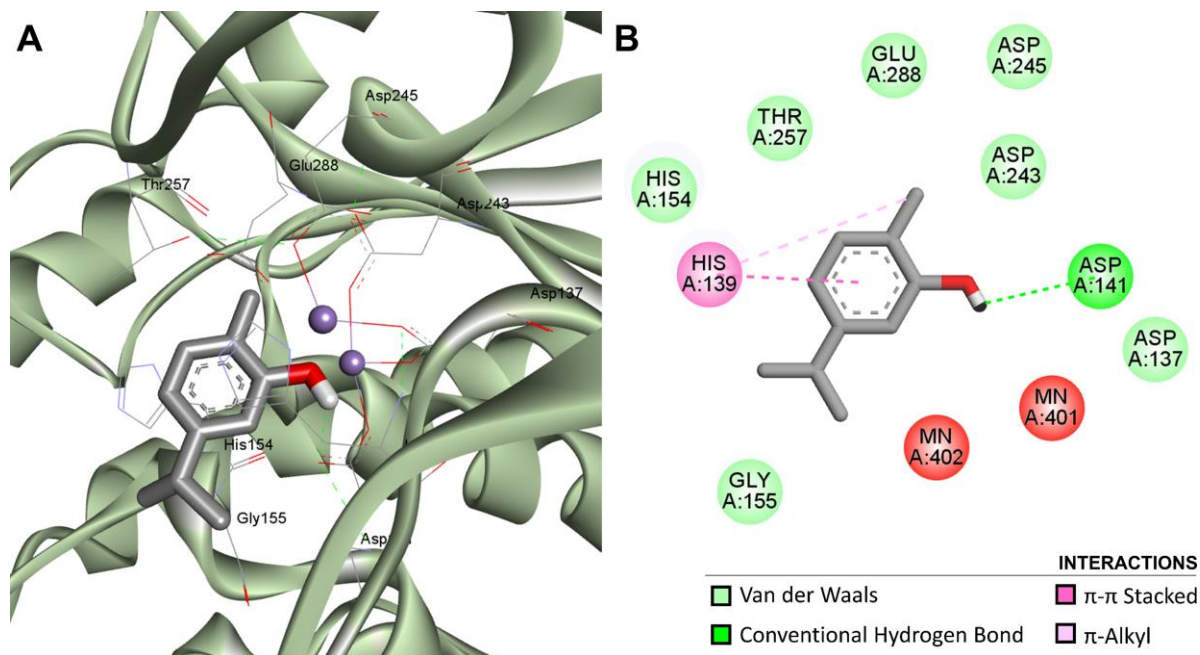 A
Asp245
Glu288
Thr257
Asp243
Asp137
His154
Gly155
B
GLU
A:288
ASP
A:245
THR
A:257
ASP
A:243
HIS
A:154
HIS
A:139
ASP
A:141
ASP
A:137
MN
A:401
MN
A:402
GLY
A:155
INTERACTIONS
Van der Waals
π-π Stacked
Conventional Hydrogen Bond
π-Alkyl